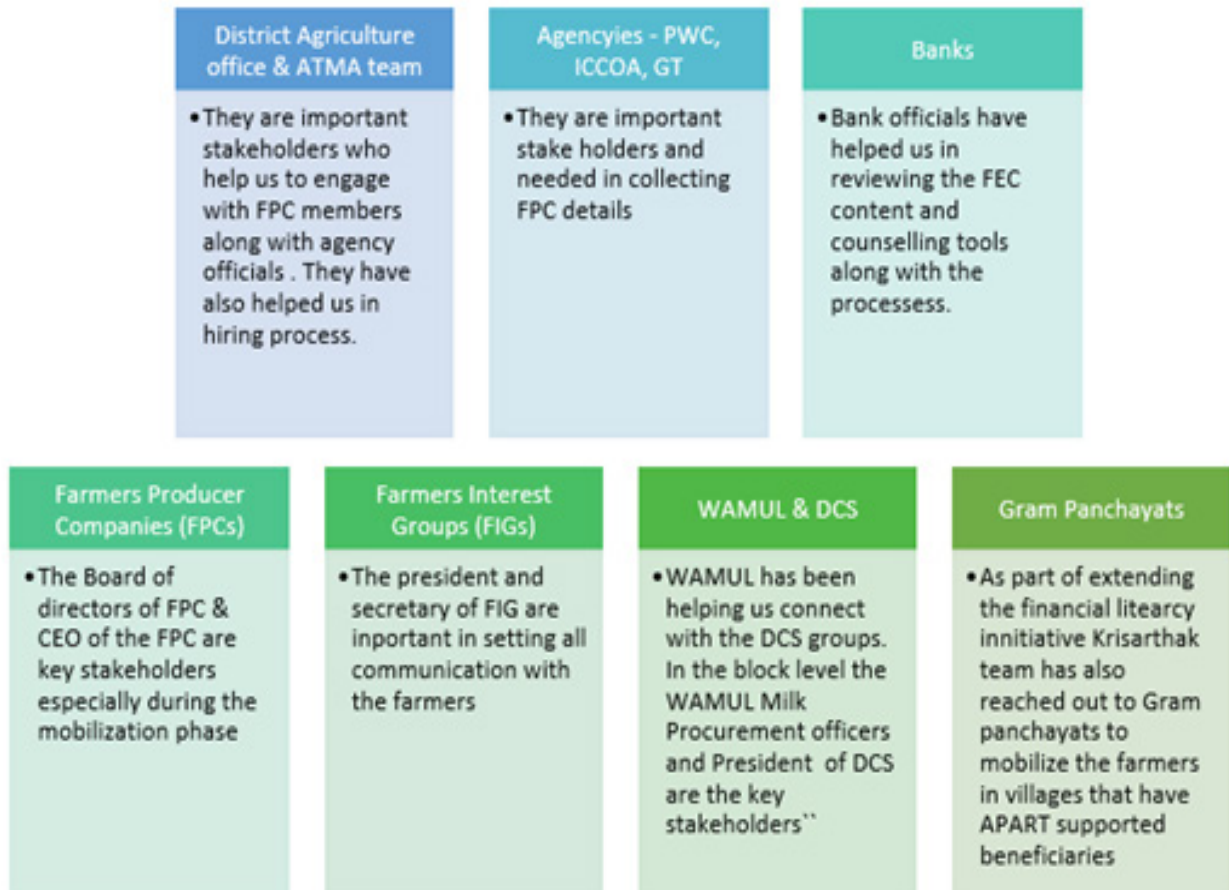 District Agriculture
office & ATMA team
•They are important
stakeholders who
help us to engage
with FPC members
along with agency
officials . They have
also helped us in
hiring process.
Agencyies - PWC,
ICCOA, GT
•They are important
stake holders and
needed in collecting
FPC details
Banks
•Bank officials have
helped us in
reviewing the FEC
content and
counselling tools
along with the
processess.
Farmers Producer
Companies (FPCs)
•The Board of
directors of FPC &
CEO of the FPC are
key stakeholders
especially during the
mobilization phase
Farmers Interest
Groups (FIGs)
•The president and
secretary of FIG are
inportant in setting all
communication with
the farmers
WAMUL & DCS
•WAMUL has been
helping us connect
with the DCS groups.
In the block level the
WAMUL Milk
Procurement officers
and President of DCS
are the key
stakeholders``
Gram Panchayats
•As part of extending
the financial litearcy
innitiative Krisarthak
team has also
reached out to Gram
panchayats to
mobilize the farmers
in villages that have
APART supported
beneficiaries